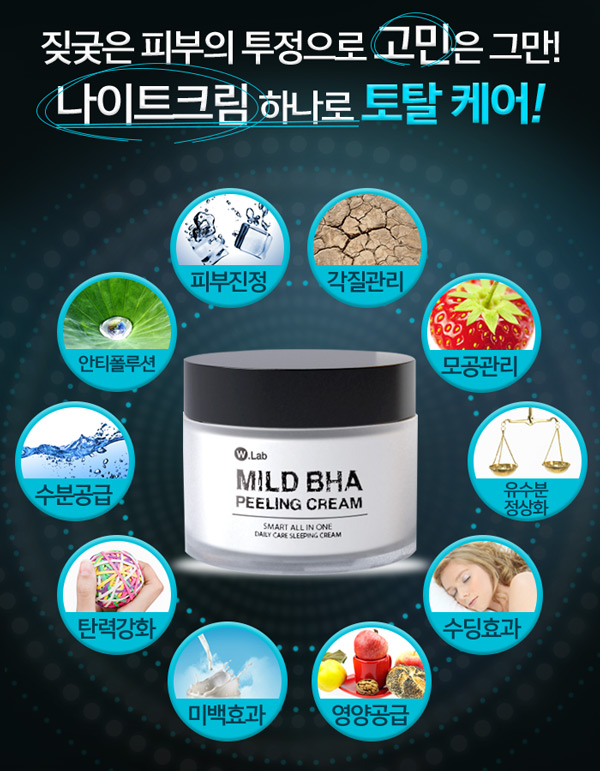 짖궂은 피부의 투정으로 고민은 그만!
나이트크림 하나로 토탈 케어!
피부진정
각질관리
안티폴루션
모공관리
W.Lab
MILD BHA
PEELING CREAM
SMART ALL IN ONE
DAILY CARE SLEEPING CREAM
수분공급
유수분
정상화
탄력강화
수딩효과
미백효과
영양공급